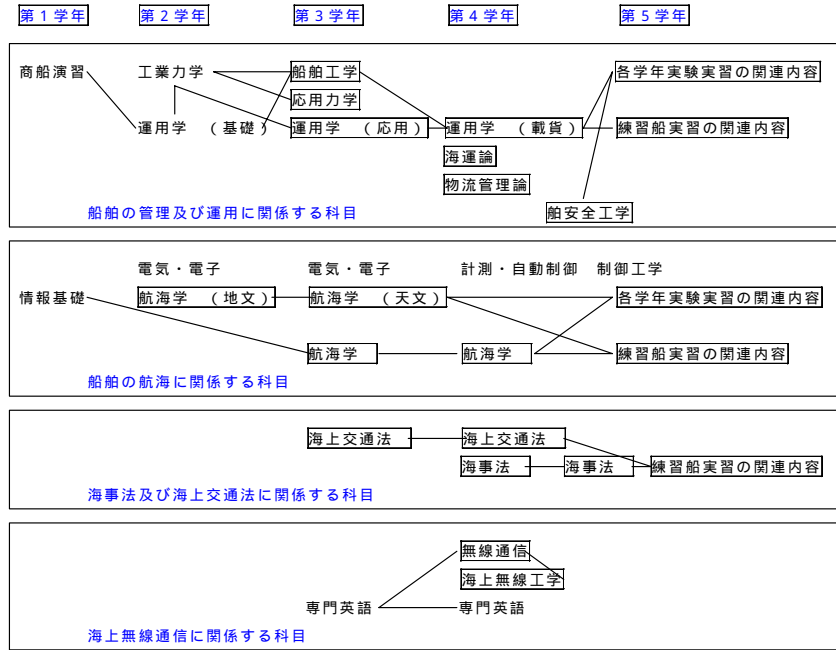 第1学年 第2学年 第3学年 第4学年 第5学年
商船演習 工業力学 船舶工学 各学年実験実習の関連内容
応用力学
運用学 (基礎) 運用学 (応用) 運用学 (載貨) 練習船実習の関連内容
海運論
物流管理論
船舶の管理及び運用に関係する科目 舶安全工学
電気・電子 電気・電子 計測・自動制御 制御工学
情報基礎 航海学 (地文) 航海学 (天文) 各学年実験実習の関連内容
航海学 航海学 練習船実習の関連内容
船舶の航海に関係する科目
海上交通法 海上交通法
海事法 海事法 練習船実習の関連内容
海事法及び海上交通法に関係する科目
無線通信
海上無線工学
専門英語 専門英語
海上無線通信に関係する科目